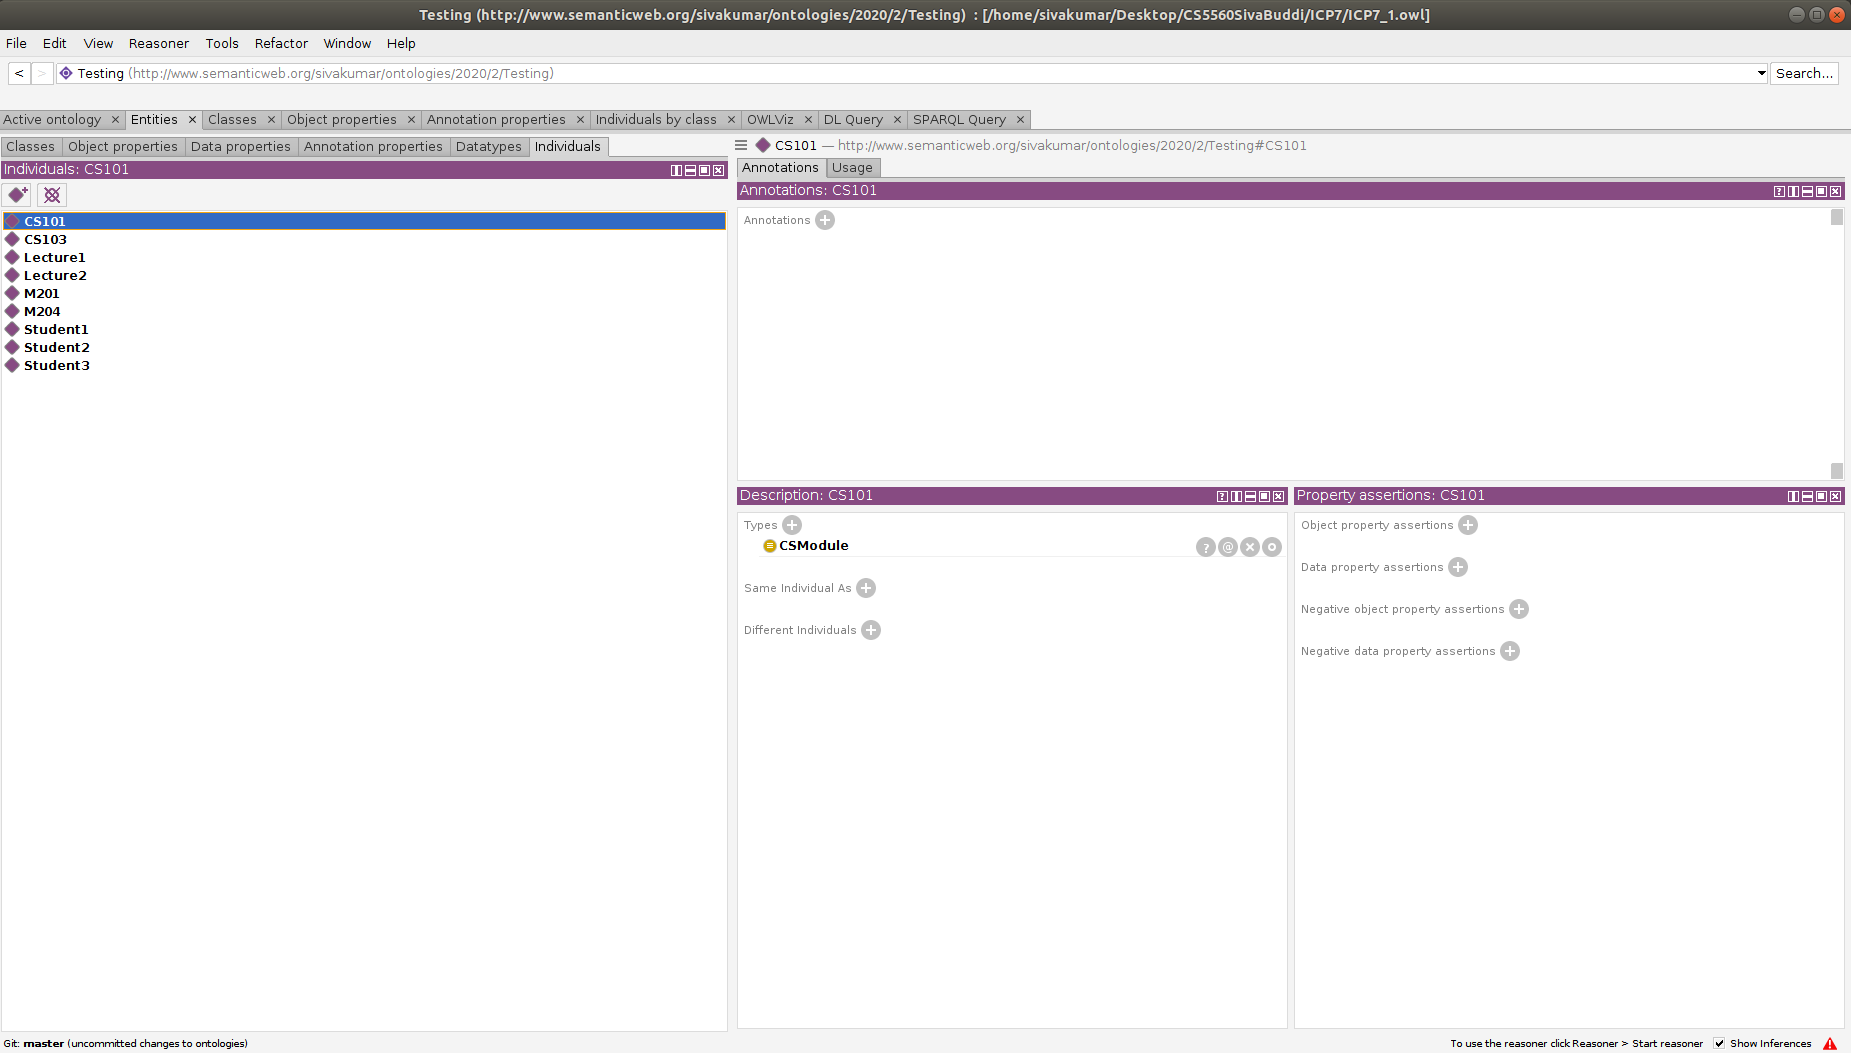 Testing (http://www.semanticweb.org/sivakumar/ontologies/2020/2/Testing)  : [/home/sivakumar/Desktop/CS5560SivaBuddi/ICP7/ICP7_1.owl]
File Edit View Reasoner Tools Refactor Window Help
< > Testing (http://www.semanticweb.org/sivakumar/ontologies/2020/2/Testing) Search...
Active ontology × Entities × Classes × Object properties × Annotation properties × Individuals by class × OWLViz × DL Query × SPARQL Query ×
Classes Object properties Data properties Annotation properties Datatypes Individuals
Individuals: CS101
CS101
CS103
Lecture1
Lecture2
M201
M204
Student1
Student2
Student3
CS101 — http://www.semanticweb.org/sivakumar/ontologies/2020/2/Testing#CS101
Annotations Usage
Annotations: CS101
Annotations
Description: CS101
Types
CSModule
Same Individual As
Different Individuals
Property assertions: CS101
Object property assertions
Data property assertions
Negative object property assertions
Negative data property assertions
Git: master (uncommitted changes to ontologies)
To use the reasoner click Reasoner > Start reasoner Show Inferences